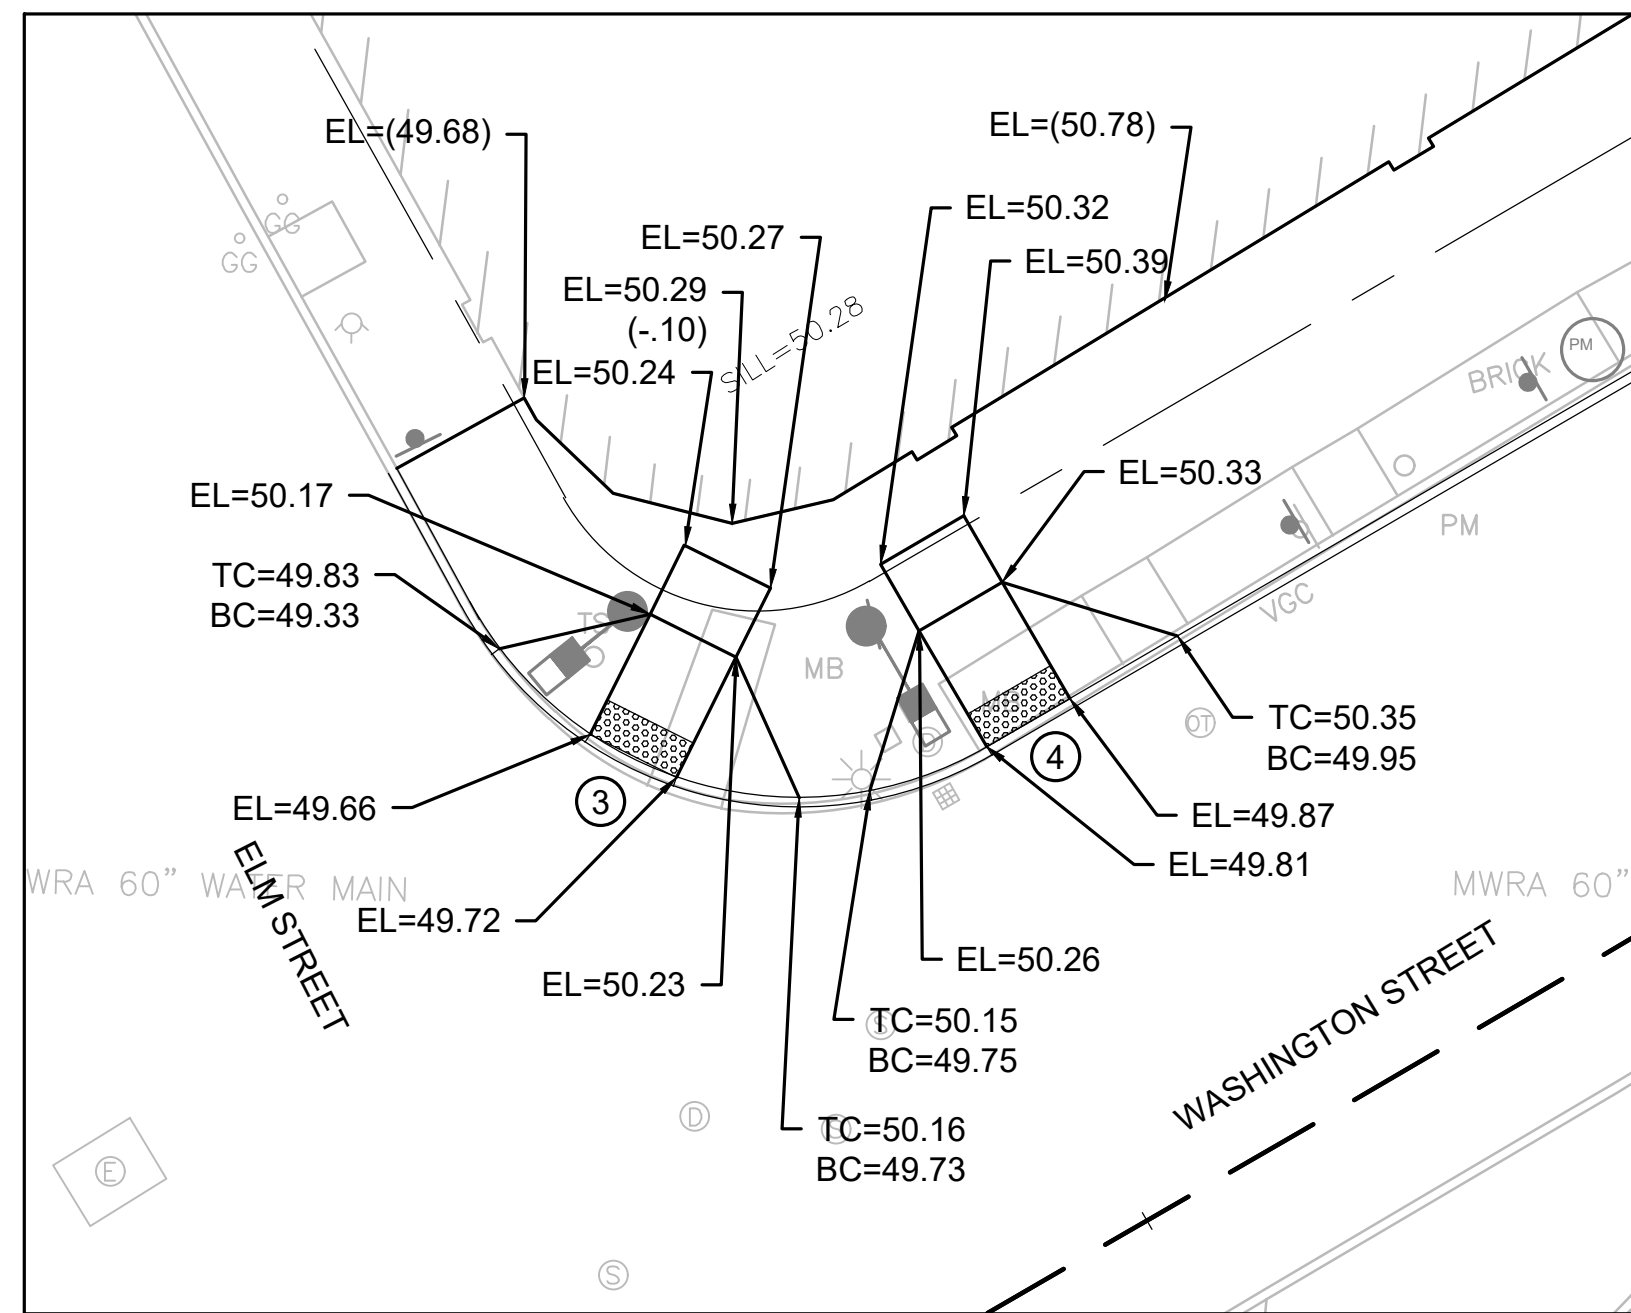 EL=(49.68)
EL=(50.78)
GG
GG
EL=50.32
EL=50.27
EL=50.39
EL=50.29
(-.10)
SILL=50.28
EL=50.24
PM
BRICK
EL=50.17
EL=50.33
PM
TC=49.83
BC=49.33
TS
VGC
MB
OT
TC=50.35
BC=49.95
3
4
D
EL=49.66
EL=49.87
EL=49.81
WRA 60” WATER MAIN
MWRA 60”
ELM STREET
EL=49.72
EL=50.23
EL=50.26
WASHINGTON STREET
TC=50.15
BC=49.75
S
TC=50.16
BC=49.73
D
S
E
S